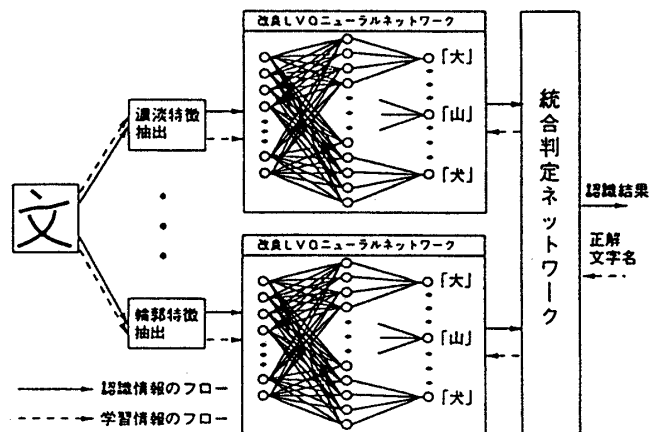 改良LVQニューラルネットワーク
「大」
「山」
「犬」
濃淡特徴
抽出
文
輪郭特徴
抽出
改良LVQニューラルネットワーク
「大」
「山」
「犬」
統合判定ネットワーク
認識結果
正解
文字名
認識情報のフロー
学習情報のフロー